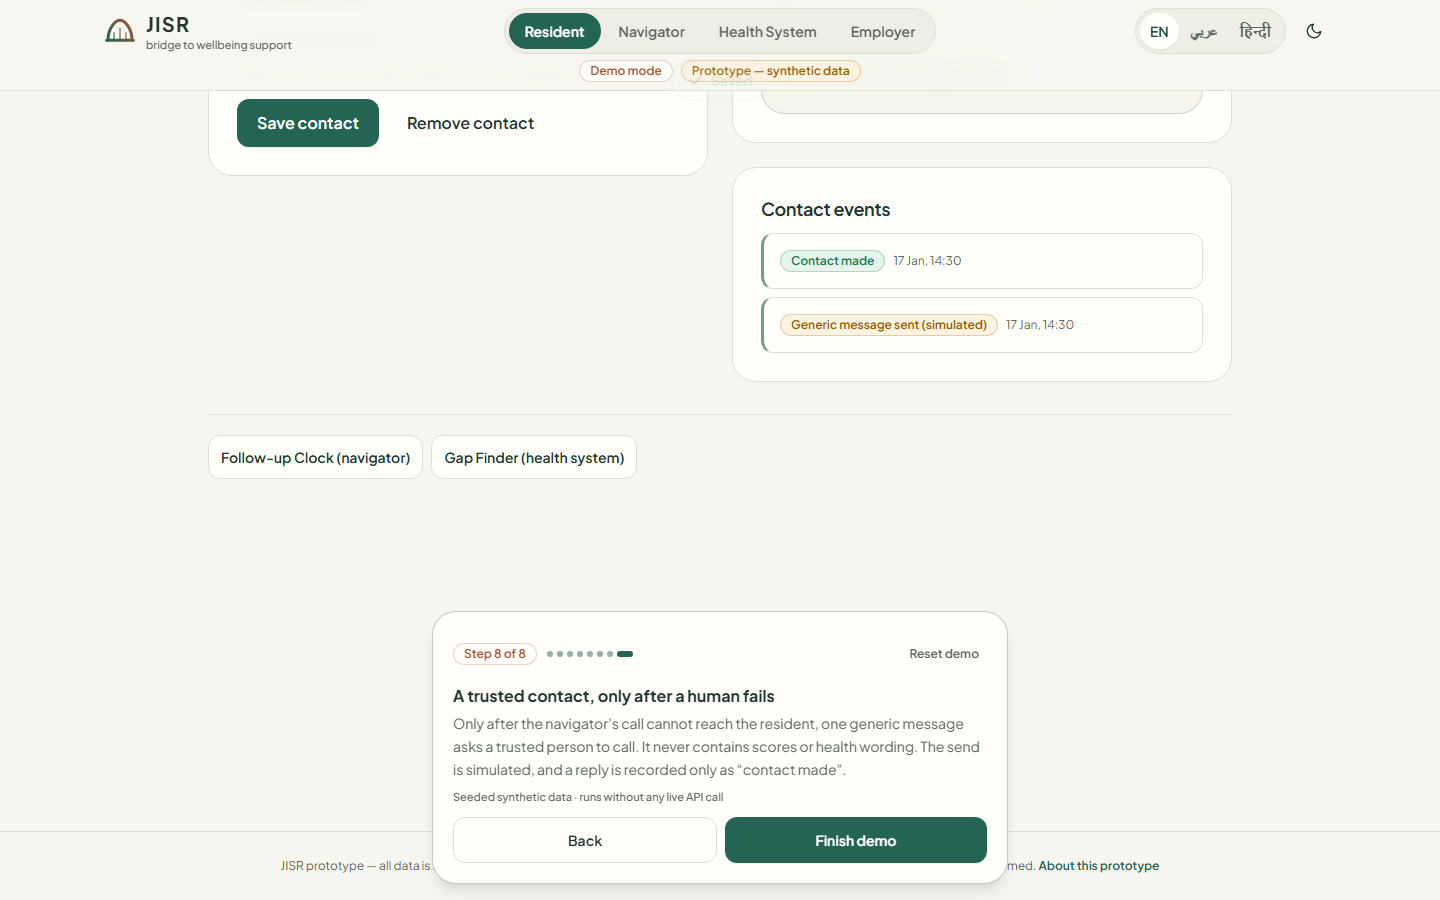 JISR
bridge to wellbeing support
Resident
Navigator
Health System
Employer
EN
عربي
हिन्दी
Demo mode
Prototype — synthetic data
Saved
Save contact
Remove contact
Contact events
Contact made 17 Jan, 14:30
Generic message sent (simulated) 17 Jan, 14:30
Follow-up Clock (navigator)
Gap Finder (health system)
Step 8 of 8
Reset demo
A trusted contact, only after a human fails
Only after the navigator’s call cannot reach the resident, one generic message
asks a trusted person to call. It never contains scores or health wording. The send
is simulated, and a reply is recorded only as “contact made”.
Seeded synthetic data · runs without any live API call
Back
Finish demo
JISR prototype — all data is
med. About this prototype